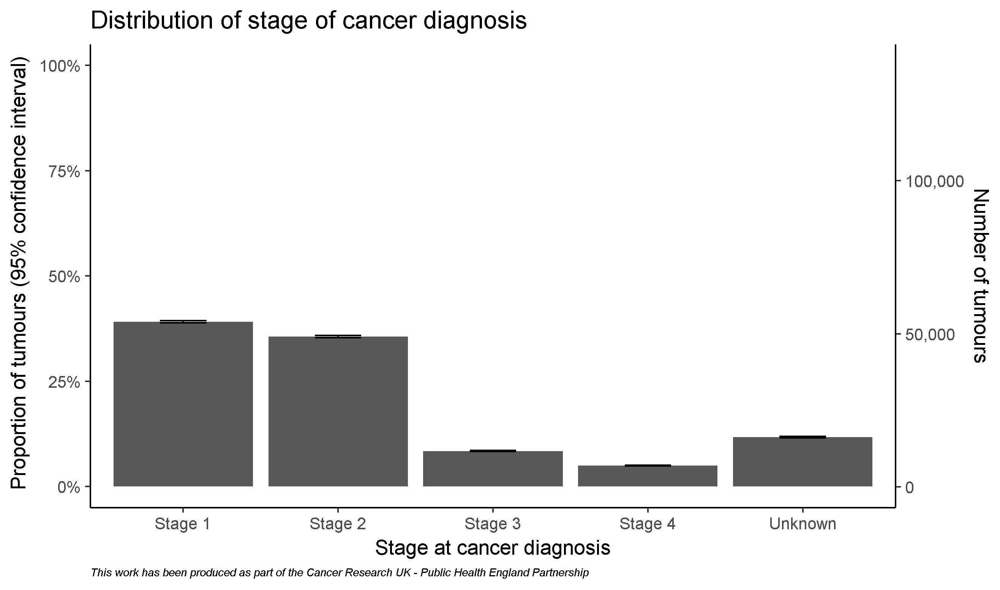 Distribution of stage of cancer diagnosis
Proportion of tumours (95% confidence interval)
100%
75%
50%
25%
0%
100,000
50,000
0
Number of tumours
Stage 1
Stage 2
Stage 3
Stage 4
Unknown
Stage at cancer diagnosis
This work has been produced as part of the Cancer Research UK - Public Health England Partnership